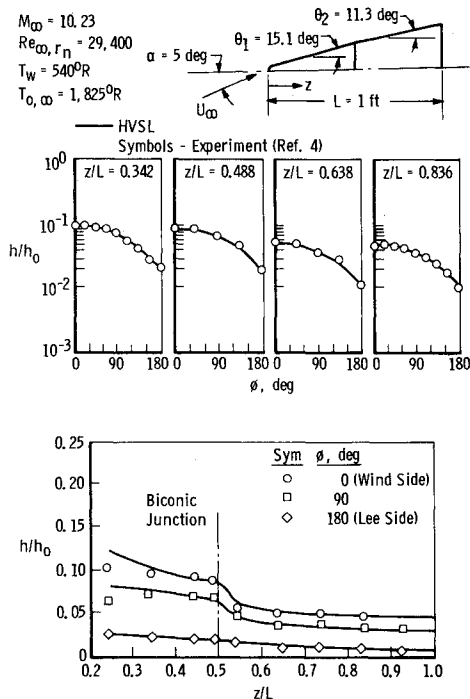 M∞ = 10.23
Re∞,rn = 29,400
Tw = 540°R
To,∞ = 1,825°R
α = 5 deg
θ1 = 15.1 deg
θ2 = 11.3 deg
U∞
z
L = 1 ft
HVSL
Symbols - Experiment (Ref. 4)
z/L = 0.342
z/L = 0.488
z/L = 0.638
z/L = 0.836
10^0
10^-1
h/h0
10^-2
10^-3
0 90 180 0 90 180 0 90 180 0 90 180
ø, deg
0.25
0.20
0.15
h/h0
0.10
0.05
0
Sym ø, deg
0 (Wind Side)
90
180 (Lee Side)
Biconic
Junction
0.2 0.3 0.4 0.5 0.6 0.7 0.8 0.9 1.0
z/L